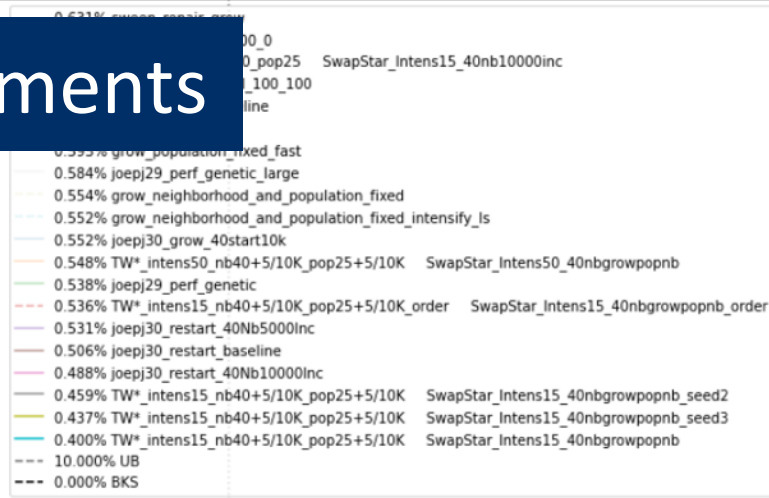 0.631% sweep_repair_grow
00_0
0_pop25 SwapStar_Intens15_40nb10000inc
_100_100
line
ments
0.595% grow_population_fixed_fast
0.584% joepj29_perf_genetic_large
0.554% grow_neighborhood_and_population_fixed
0.552% grow_neighborhood_and_population_fixed_intensify_ls
0.552% joepj30_grow_40start10k
0.548% TW*_intens50_nb40+5/10K_pop25+5/10K SwapStar_Intens50_40nbgrowpopnb
0.538% joepj29_perf_genetic
0.536% TW*_intens15_nb40+5/10K_pop25+5/10K_order SwapStar_Intens15_40nbgrowpopnb_order
0.531% joepj30_restart_40Nb5000Inc
0.506% joepj30_restart_baseline
0.488% joepj30_restart_40Nb10000Inc
0.459% TW*_intens15_nb40+5/10K_pop25+5/10K SwapStar_Intens15_40nbgrowpopnb_seed2
0.437% TW*_intens15_nb40+5/10K_pop25+5/10K SwapStar_Intens15_40nbgrowpopnb_seed3
0.400% TW*_intens15_nb40+5/10K_pop25+5/10K SwapStar_Intens15_40nbgrowpopnb
10.000% UB
0.000% BKS